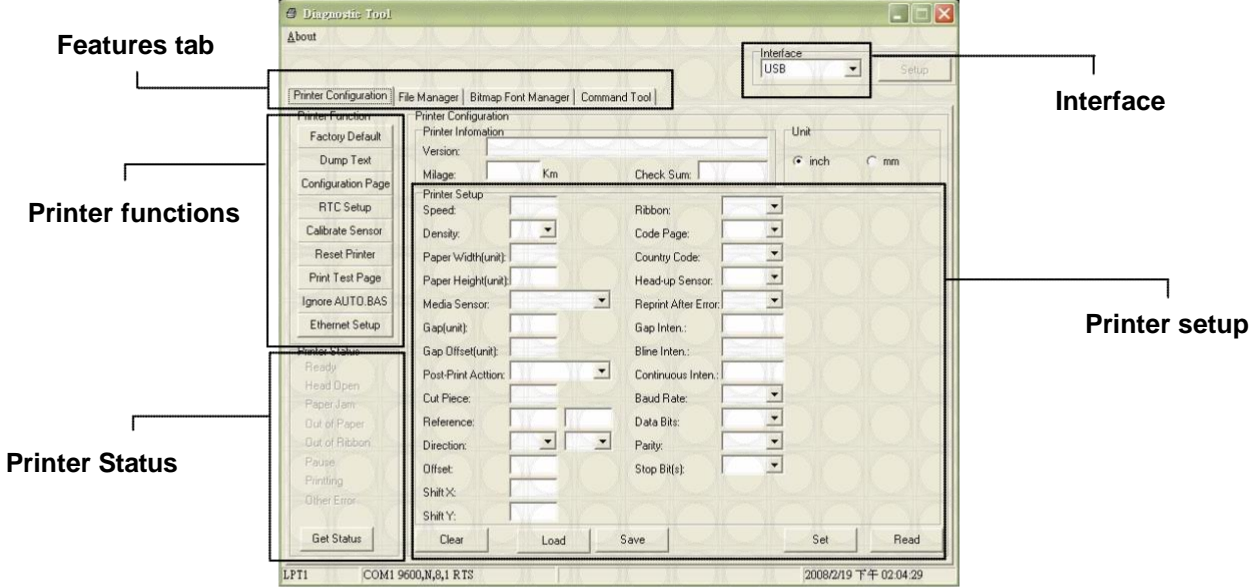 Diagnostic Tool
About
Features tab
Interface
USB
Setup
Interface
Printer Configuration
File Manager
Bitmap Font Manager
Command Tool
Printer Function
Factory Default
Dump Text
Configuration Page
RTC Setup
Calibrate Sensor
Reset Printer
Print Test Page
Ignore AUTO.BAS
Ethernet Setup
Printer functions
Printer Configuration
Printer Infomation
Version:
Milage:
Km
Check Sum:
Unit
inch
mm
Printer Setup
Speed:
Density:
Paper Width(unit):
Paper Height(unit):
Media Sensor:
Gap(unit):
Gap Offset(unit):
Post-Print Acttion:
Cut Piece:
Reference:
Direction:
Offset:
Shift X:
Shift Y:
Ribbon:
Code Page:
Country Code:
Head-up Sensor:
Reprint After Error:
Gap Inten.:
Bline Inten.:
Continuous Inten.:
Baud Rate:
Data Bits:
Parity:
Stop Bit(s):
Printer setup
Printer Status
Ready
Head Open
Paper Jam
Out of Paper
Out of Ribbon
Pause
Printing
Other Error
Get Status
Printer Status
Clear
Load
Save
Set
Read
LPT1
COM1 9600,N,8,1 RTS
2008/2/19 下午 02:04:29